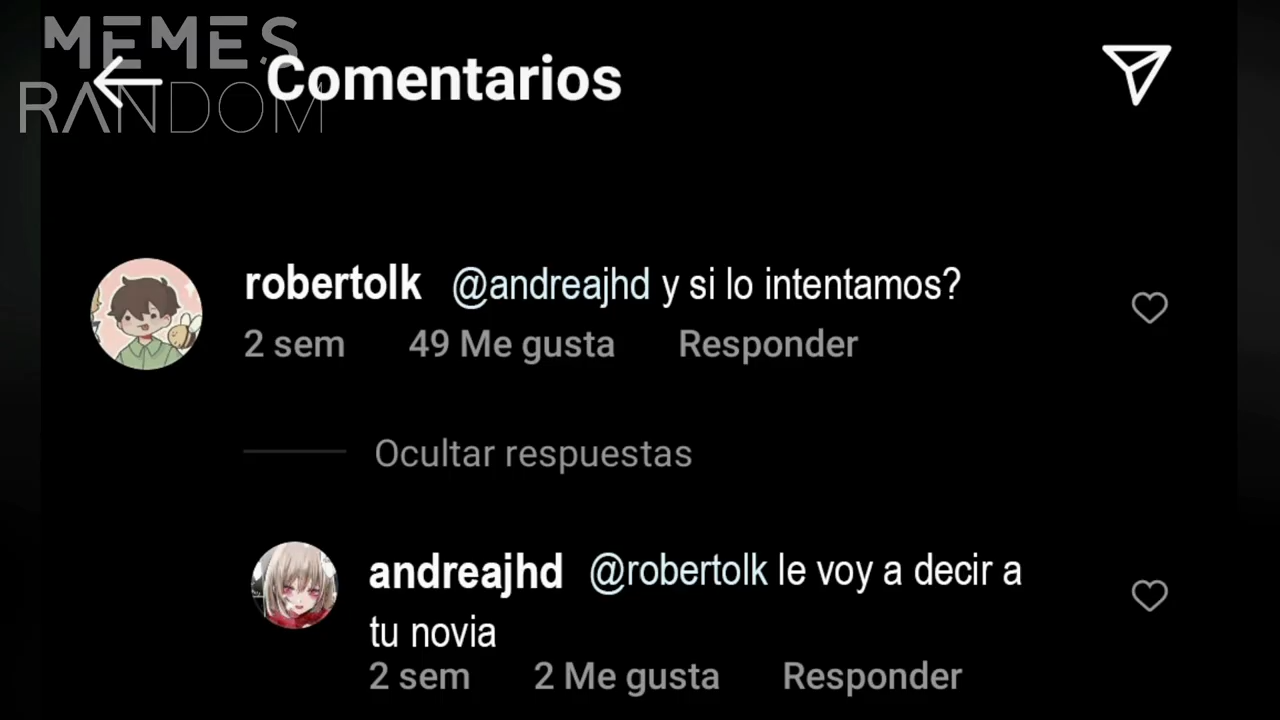 MEMES
RANDOM
Comentarios
robertolk @andreajhd y si lo intentamos?
2 sem 49 Me gusta Responder
Ocultar respuestas
andreajhd @robertolk le voy a decir a
tu novia
2 sem 2 Me gusta Responder